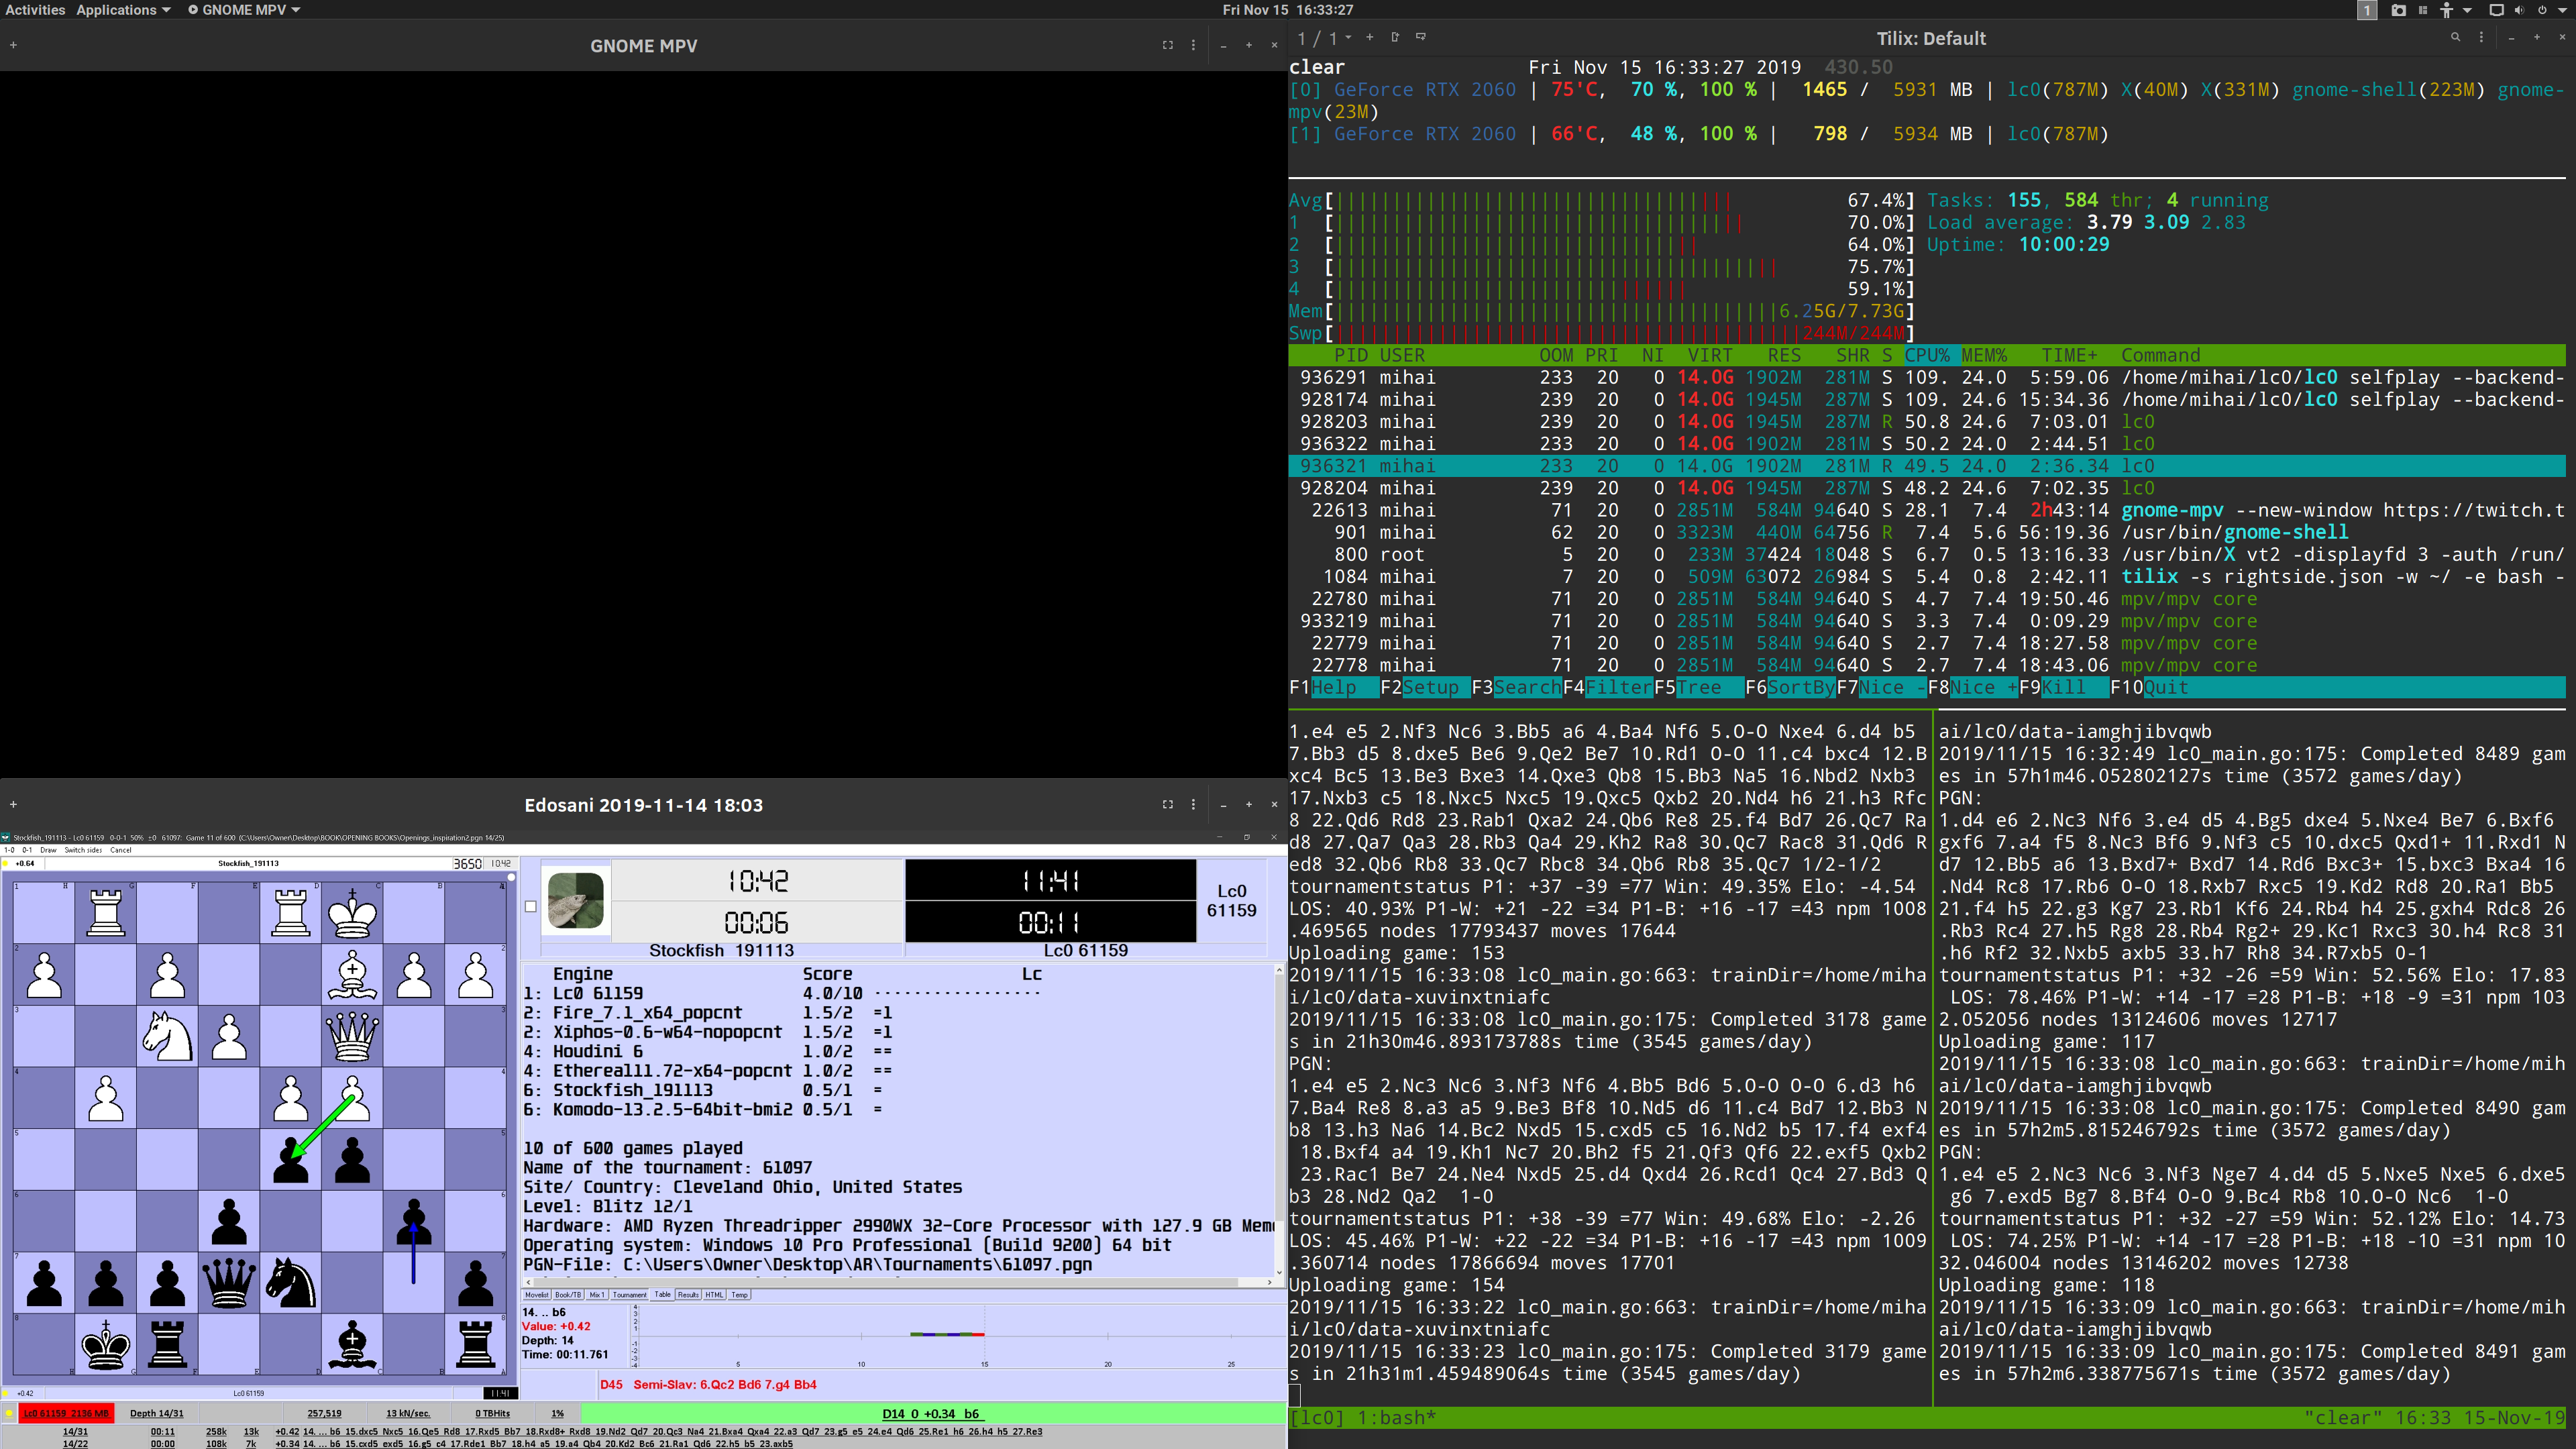 Activities Applications GNOME MPV
Fri Nov 15 16:33:27
1
GNOME MPV
1 / 1
Tilix: Default
clear Fri Nov 15 16:33:27 2019 430.50
[0] GeForce RTX 2060 | 75'C, 70 %, 100 % | 1465 / 5931 MB | lc0(787M) X(40M) X(331M) gnome-shell(223M) gnome-
mpv(23M)
[1] GeForce RTX 2060 | 66'C, 48 %, 100 % | 798 / 5934 MB | lc0(787M)
Avg[ 67.4%] Tasks: 155, 584 thr; 4 running
1 [ 70.0%] Load average: 3.79 3.09 2.83
2 [ 64.0%] Uptime: 10:00:29
3 [ 75.7%]
4 [ 59.1%]
Mem[ 6.25G/7.73G]
Swp[ 244M/244M]
PID USER OOM PRI NI VIRT RES SHR S CPU% MEM% TIME+ Command
936291 mihai 233 20 0 14.0G 1902M 281M S 109. 24.0 5:59.06 /home/mihai/lc0/lc0 selfplay --backend-
928174 mihai 239 20 0 14.0G 1945M 287M S 109. 24.6 15:34.36 /home/mihai/lc0/lc0 selfplay --backend-
928203 mihai 239 20 0 14.0G 1945M 287M R 50.8 24.6 7:03.01 lc0
936322 mihai 233 20 0 14.0G 1902M 281M S 50.2 24.0 2:44.51 lc0
936321 mihai 233 20 0 14.0G 1902M 281M R 49.5 24.0 2:36.34 lc0
928204 mihai 239 20 0 14.0G 1945M 287M S 48.2 24.6 7:02.35 lc0
22613 mihai 71 20 0 2851M 584M 94640 S 28.1 7.4 2h43:14 gnome-mpv --new-window https://twitch.t
901 mihai 62 20 0 3323M 440M 64756 R 7.4 5.6 56:19.36 /usr/bin/gnome-shell
800 root 5 20 0 233M 37424 18048 S 6.7 0.5 13:16.33 /usr/bin/X vt2 -displayfd 3 -auth /run/
1084 mihai 7 20 0 509M 63072 26984 S 5.4 0.8 2:42.11 tilix -s rightside.json -w ~/ -e bash -
22780 mihai 71 20 0 2851M 584M 94640 S 4.7 7.4 19:50.46 mpv/mpv core
933219 mihai 71 20 0 2851M 584M 94640 S 3.3 7.4 0:09.29 mpv/mpv core
22779 mihai 71 20 0 2851M 584M 94640 S 2.7 7.4 18:27.58 mpv/mpv core
22778 mihai 71 20 0 2851M 584M 94640 S 2.7 7.4 18:43.06 mpv/mpv core
F1Help F2Setup F3SearchF4FilterF5Tree F6SortByF7Nice -F8Nice +F9Kill F10Quit
1.e4 e5 2.Nf3 Nc6 3.Bb5 a6 4.Ba4 Nf6 5.O-O Nxe4 6.d4 b5
7.Bb3 d5 8.dxe5 Be6 9.Qe2 Be7 10.Rd1 O-O 11.c4 bxc4 12.B
xc4 Bc5 13.Be3 Bxe3 14.Qxe3 Qb8 15.Bb3 Na5 16.Nbd2 Nxb3
17.Nxb3 c5 18.Nxc5 Nxc5 19.Qxc5 Qxb2 20.Nd4 h6 21.h3 Rfc
8 22.Qd6 Rd8 23.Rab1 Qxa2 24.Qb6 Re8 25.f4 Bd7 26.Qc7 Ra
d8 27.Qa7 Qa3 28.Rb3 Qa4 29.Kh2 Ra8 30.Qc7 Rac8 31.Qd6 R
ed8 32.Qb6 Rb8 33.Qc7 Rbc8 34.Qb6 Rb8 35.Qc7 1/2-1/2
tournamentstatus P1: +37 -39 =77 Win: 49.35% Elo: -4.54
LOS: 40.93% P1-W: +21 -22 =34 P1-B: +16 -17 =43 npm 1008
.469565 nodes 17793437 moves 17644
Uploading game: 153
2019/11/15 16:33:08 lc0_main.go:663: trainDir=/home/miha
i/lc0/data-xuvinxtniafc
2019/11/15 16:33:08 lc0_main.go:175: Completed 3178 game
s in 21h30m46.893173788s time (3545 games/day)
PGN:
1.e4 e5 2.Nc3 Nc6 3.Nf3 Nf6 4.Bb5 Bd6 5.O-O O-O 6.d3 h6
7.Ba4 Re8 8.a3 a5 9.Be3 Bf8 10.Nd5 d6 11.c4 Bd7 12.Bb3 N
b8 13.h3 Na6 14.Bc2 Nxd5 15.cxd5 c5 16.Nd2 b5 17.f4 exf4
18.Bxf4 a4 19.Kh1 Nc7 20.Bh2 f5 21.Qf3 Qf6 22.exf5 Qxb2
23.Rac1 Be7 24.Ne4 Nxd5 25.d4 Qxd4 26.Rcd1 Qc4 27.Bd3 Q
b3 28.Nd2 Qa2 1-0
tournamentstatus P1: +38 -39 =77 Win: 49.68% Elo: -2.26
LOS: 45.46% P1-W: +22 -22 =34 P1-B: +16 -17 =43 npm 1009
.360714 nodes 17866694 moves 17701
Uploading game: 154
2019/11/15 16:33:22 lc0_main.go:663: trainDir=/home/miha
i/lc0/data-xuvinxtniafc
2019/11/15 16:33:23 lc0_main.go:175: Completed 3179 game
s in 21h31m1.459489064s time (3545 games/day)
ai/lc0/data-iamghjibvqwb
2019/11/15 16:32:49 lc0_main.go:175: Completed 8489 gam
es in 57h1m46.052802127s time (3572 games/day)
PGN:
1.d4 e6 2.Nc3 Nf6 3.e4 d5 4.Bg5 dxe4 5.Nxe4 Be7 6.Bxf6
gxf6 7.a4 f5 8.Nc3 Bf6 9.Nf3 c5 10.dxc5 Qxd1+ 11.Rxd1 N
d7 12.Bb5 a6 13.Bxd7+ Bxd7 14.Rd6 Bxc3+ 15.bxc3 Bxa4 16
.Nd4 Rc8 17.Rb6 O-O 18.Rxb7 Rxc5 19.Kd2 Rd8 20.Ra1 Bb5
21.f4 h5 22.g3 Kg7 23.Rb1 Kf6 24.Rb4 h4 25.gxh4 Rdc8 26
.Rb3 Rc4 27.h5 Rg8 28.Rb4 Rg2+ 29.Kc1 Rxc3 30.h4 Rc8 31
.h6 Rf2 32.Nxb5 axb5 33.h7 Rh8 34.R7xb5 0-1
tournamentstatus P1: +32 -26 =59 Win: 52.56% Elo: 17.83
LOS: 78.46% P1-W: +14 -17 =28 P1-B: +18 -9 =31 npm 103
2.052056 nodes 13124606 moves 12717
Uploading game: 117
2019/11/15 16:33:08 lc0_main.go:663: trainDir=/home/mih
ai/lc0/data-iamghjibvqwb
2019/11/15 16:33:08 lc0_main.go:175: Completed 8490 gam
es in 57h2m5.815246792s time (3572 games/day)
PGN:
1.e4 e5 2.Nc3 Nc6 3.Nf3 Nge7 4.d4 d5 5.Nxe5 Nxe5 6.dxe5
g6 7.exd5 Bg7 8.Bf4 O-O 9.Bc4 Rb8 10.O-O Nc6 1-0
tournamentstatus P1: +32 -27 =59 Win: 52.12% Elo: 14.73
LOS: 74.25% P1-W: +14 -17 =28 P1-B: +18 -10 =31 npm 10
32.046004 nodes 13146202 moves 12738
Uploading game: 118
2019/11/15 16:33:09 lc0_main.go:663: trainDir=/home/mih
ai/lc0/data-iamghjibvqwb
2019/11/15 16:33:09 lc0_main.go:175: Completed 8491 gam
es in 57h2m6.338775671s time (3572 games/day)
[lc0] 1:bash* "clear" 16:33 15-Nov-19
Edosani 2019-11-14 18:03
Stockfish_191113 - Lc0 61159 0-0-1 50% ±0 61097: Game 11 of 600 (C:\Users\Owner\Desktop\BOOK\OPENING BOOKS\Openings_inspiration2.pgn 14/25)
1-0 0-1 Draw Switch sides Cancel
+0.64 Stockfish_191113 3650 10:42
10:42 11:41
00:06 00:11
Stockfish 191113 Lc0 61159
Lc0
61159
Engine Score Lc
1: Lc0 61159 4.0/10 · · · · · · · · · · · · · · · · · ·
2: Fire_7.1_x64_popcnt 1.5/2 =1
2: Xiphos-0.6-w64-nopopcnt 1.5/2 =1
4: Houdini 6 1.0/2 ==
4: Ethereal11.72-x64-popcnt 1.0/2 ==
6: Stockfish_191113 0.5/1 =
6: Komodo-13.2.5-64bit-bmi2 0.5/1 =
10 of 600 games played
Name of the tournament: 61097
Site/ Country: Cleveland Ohio, United States
Level: Blitz 12/1
Hardware: AMD Ryzen Threadripper 2990WX 32-Core Processor with 127.9 GB Mem
Operating system: Windows 10 Pro Professional (Build 9200) 64 bit
PGN-File: C:\Users\Owner\Desktop\AR\Tournaments\61097.pgn
Movelist Book/TB Mix 1 Tournament Table Results HTML Temp
14. .. b6
Value: +0.42
Depth: 14
Time: 00:11.761
5 10 15 20 25
D45 Semi-Slav: 6.Qc2 Bd6 7.g4 Bb4
+0.42 Lc0 61159 11:41
Lc0 61159 2136 MB Depth 14/31 257,519 13 kN/sec. 0 TBHits 1% D14 0 +0.34 b6
14/31 00:11 258k 13k +0.42 14. ... b6 15.dxc5 Nxc5 16.Qe5 Rd8 17.Rxd5 Bb7 18.Rxd8+ Rxd8 19.Nd2 Qd7 20.Qc3 Na4 21.Bxa4 Qxa4 22.a3 Qd7 23.g5 e5 24.e4 Qd6 25.Re1 h6 26.h4 h5 27.Re3
14/22 00:00 108k 7k +0.34 14. ... b6 15.cxd5 exd5 16.g5 c4 17.Rde1 Bb7 18.h4 a5 19.a4 Qb4 20.Kd2 Bc6 21.Ra1 Qd6 22.h5 b5 23.axb5